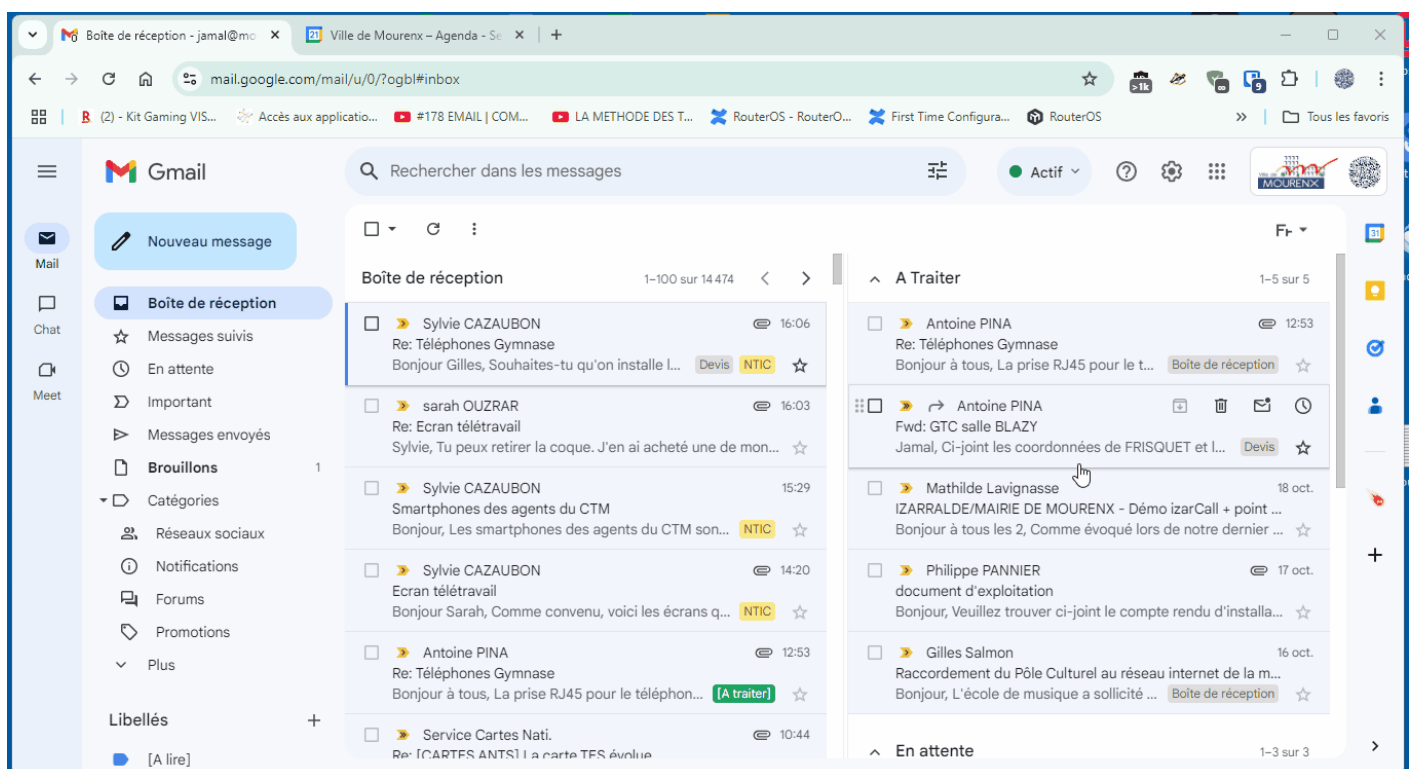 Boîte de réception - jamal@mo
Ville de Mourenx – Agenda - Se
mail.google.com/mail/u/0/?ogbl#inbox
>1k
9
(2) - Kit Gaming VIS...
Accès aux applicatio...
#178 EMAIL | COM...
LA METHODE DES T...
RouterOS - RouterO...
First Time Configura...
RouterOS
Tous les favoris
Gmail
Rechercher dans les messages
Actif
MOURENX
Nouveau message
Mail
Chat
Meet
Boîte de réception
Messages suivis
En attente
Important
Messages envoyés
Brouillons 1
Catégories
Réseaux sociaux
Notifications
Forums
Promotions
Plus
Libellés
[A lire]
Boîte de réception 1–100 sur 14 474
Sylvie CAZAUBON 16:06
Re: Téléphones Gymnase
Bonjour Gilles, Souhaites-tu qu'on installe l... Devis NTIC
sarah OUZRAR 16:03
Re: Ecran télétravail
Sylvie, Tu peux retirer la coque. J'en ai acheté une de mon...
Sylvie CAZAUBON 15:29
Smartphones des agents du CTM
Bonjour, Les smartphones des agents du CTM son... NTIC
Sylvie CAZAUBON 14:20
Ecran télétravail
Bonjour Sarah, Comme convenu, voici les écrans q... NTIC
Antoine PINA 12:53
Re: Téléphones Gymnase
Bonjour à tous, La prise RJ45 pour le téléphon... [A traiter]
Service Cartes Nati. 10:44
Re: [CARTES ANTS] La carte TES évolue
Fr
A Traiter 1–5 sur 5
Antoine PINA 12:53
Re: Téléphones Gymnase
Bonjour à tous, La prise RJ45 pour le t... Boîte de réception
Antoine PINA
Fwd: GTC salle BLAZY
Jamal, Ci-joint les coordonnées de FRISQUET et l... Devis
Mathilde Lavignasse 18 oct.
IZARRALDE/MAIRIE DE MOURENX - Démo izarCall + point ...
Bonjour à tous les 2, Comme évoqué lors de notre dernier ...
Philippe PANNIER 17 oct.
document d'exploitation
Bonjour, Veuillez trouver ci-joint le compte rendu d'installa...
Gilles Salmon 16 oct.
Raccordement du Pôle Culturel au réseau internet de la m...
Bonjour, L'école de musique a sollicité ... Boîte de réception
En attente 1–3 sur 3
31